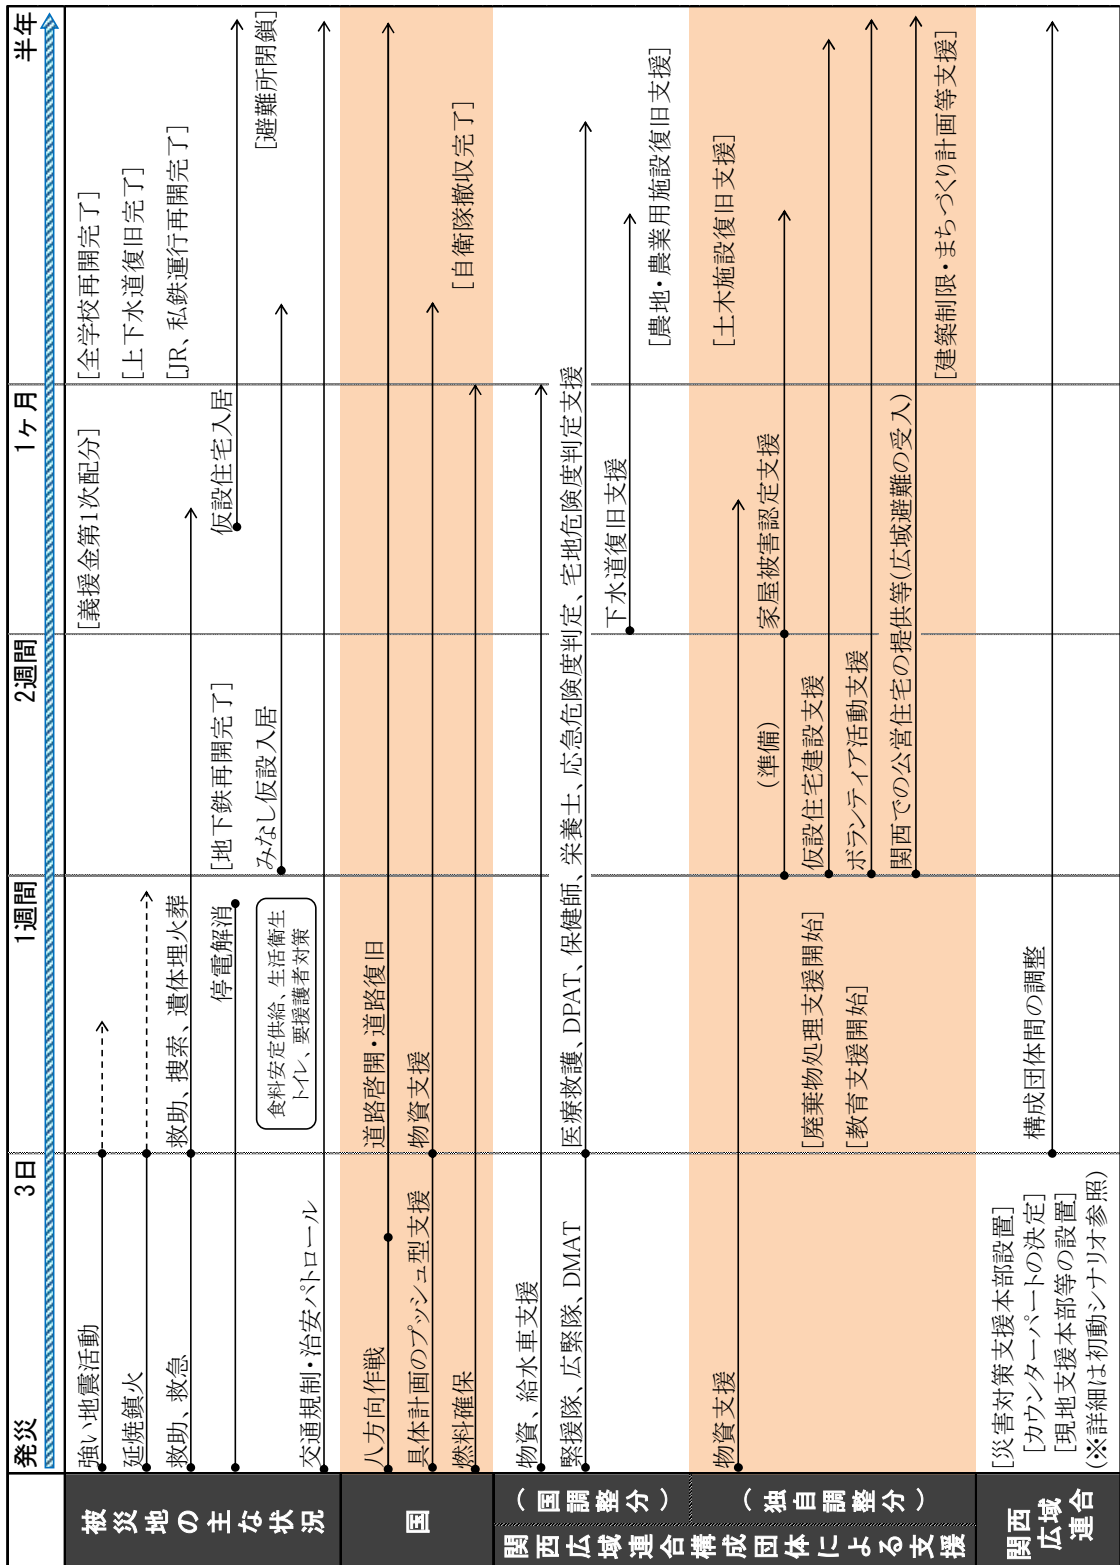 発災
3日
1週間
2週間
1ヶ月
半年
被災地の主な状況
強い地震活動
[義援金第1次配分]
[全学校再開完了]
延焼鎮火
[上下水道復旧完了]
救助、救急
救助、捜索、遺体埋火葬
[JR、私鉄運行再開完了]
停電解消
[地下鉄再開完了]
仮設住宅入居
食料安定供給、生活衛生
トイレ、要援護者対策
みなし仮設入居
[避難所閉鎖]
交通規制・治安パトロール
国
八方向作戦
道路啓開・道路復旧
具体計画のプッシュ型支援
物資支援
燃料確保
[自衛隊撤収完了]
関西広域連合構成団体による支援
(国調整分)
物資、給水車支援
緊援隊、広緊隊、DMAT
医療救護、DPAT、保健師、栄養士、応急危険度判定、宅地危険度判定支援
下水道復旧支援
[農地・農業用施設復旧支援]
(独自調整分)
物資支援
[土木施設復旧支援]
(準備)
家屋被害認定支援
[廃棄物処理支援開始]
仮設住宅建設支援
[教育支援開始]
ボランティア活動支援
関西での公営住宅の提供等(広域避難の受入)
[建築制限・まちづくり計画等支援]
関西
広域
連合
[災害対策支援本部設置]
[カウンターパートの決定]
[現地支援本部等の設置]
(※詳細は初動シナリオ参照)
構成団体間の調整